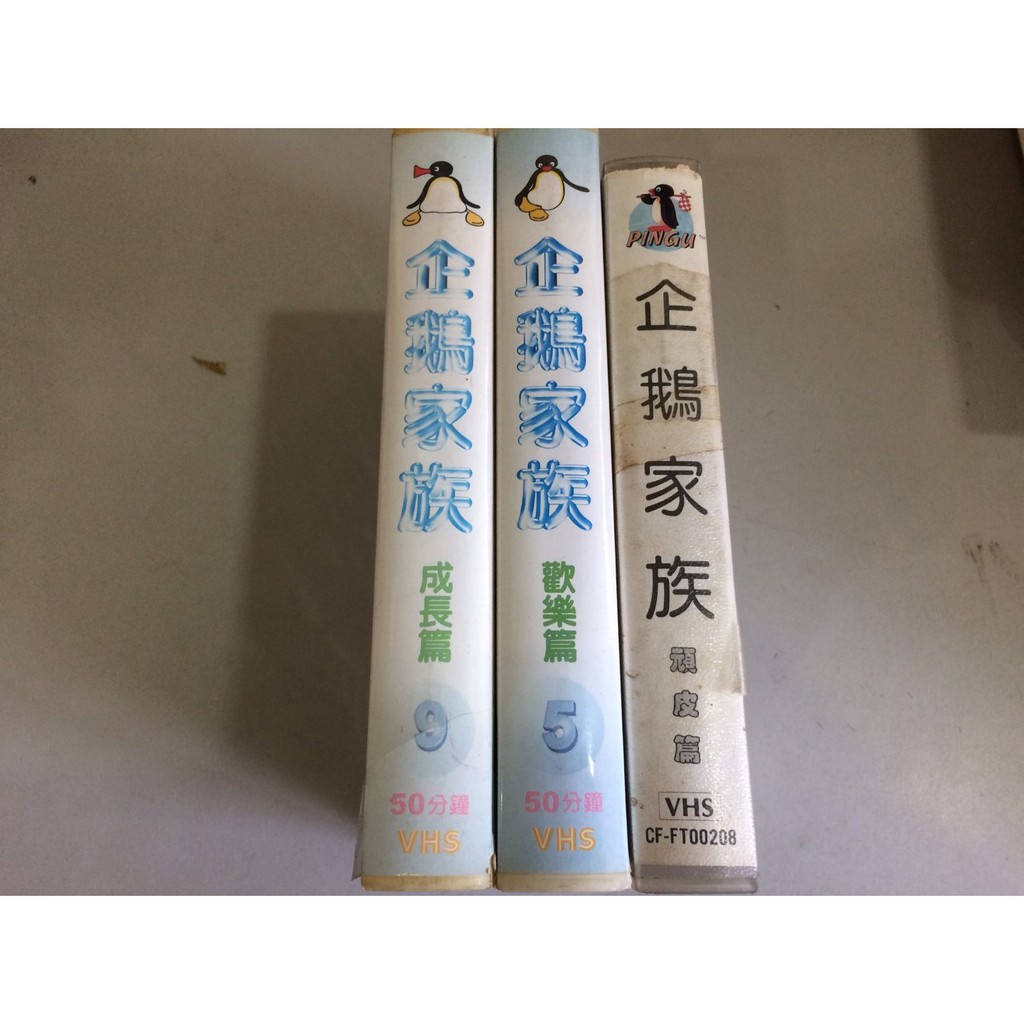 企鵝家族
成長篇
9
50分鐘
VHS
企鵝家族
歡樂篇
5
50分鐘
VHS
PINGU
企鵝家族
頑皮篇
VHS
CF-FT00208